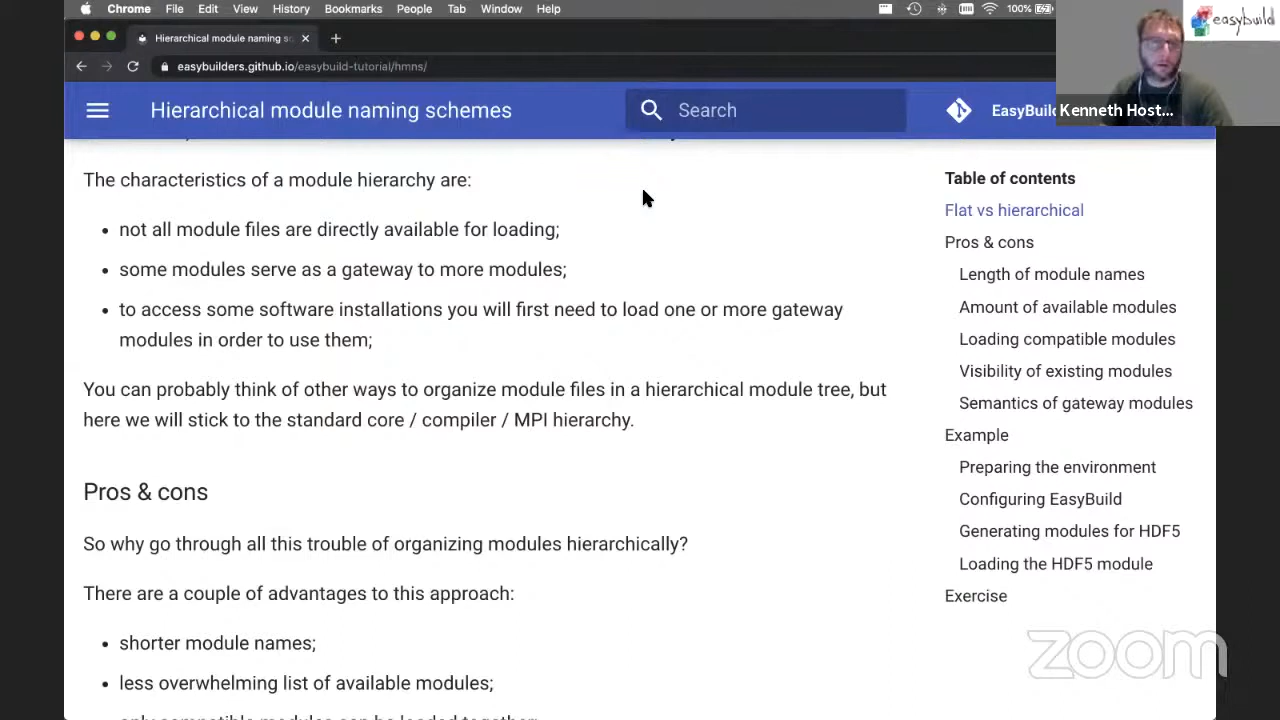 Chrome File Edit View History Bookmarks People Tab Window Help 100%
easybuild
Hierarchical module naming sc
easybuilders.github.io/easybuild-tutorial/hmns/
Hierarchical module naming schemes
Search
EasyBuild
Kenneth Host...
The characteristics of a module hierarchy are:
not all module files are directly available for loading;
some modules serve as a gateway to more modules;
to access some software installations you will first need to load one or more gateway
modules in order to use them;
You can probably think of other ways to organize module files in a hierarchical module tree, but
here we will stick to the standard core / compiler / MPI hierarchy.
Pros & cons
So why go through all this trouble of organizing modules hierarchically?
There are a couple of advantages to this approach:
shorter module names;
less overwhelming list of available modules;
only compatible modules can be loaded together;
Table of contents
Flat vs hierarchical
Pros & cons
Length of module names
Amount of available modules
Loading compatible modules
Visibility of existing modules
Semantics of gateway modules
Example
Preparing the environment
Configuring EasyBuild
Generating modules for HDF5
Loading the HDF5 module
Exercise
zoom